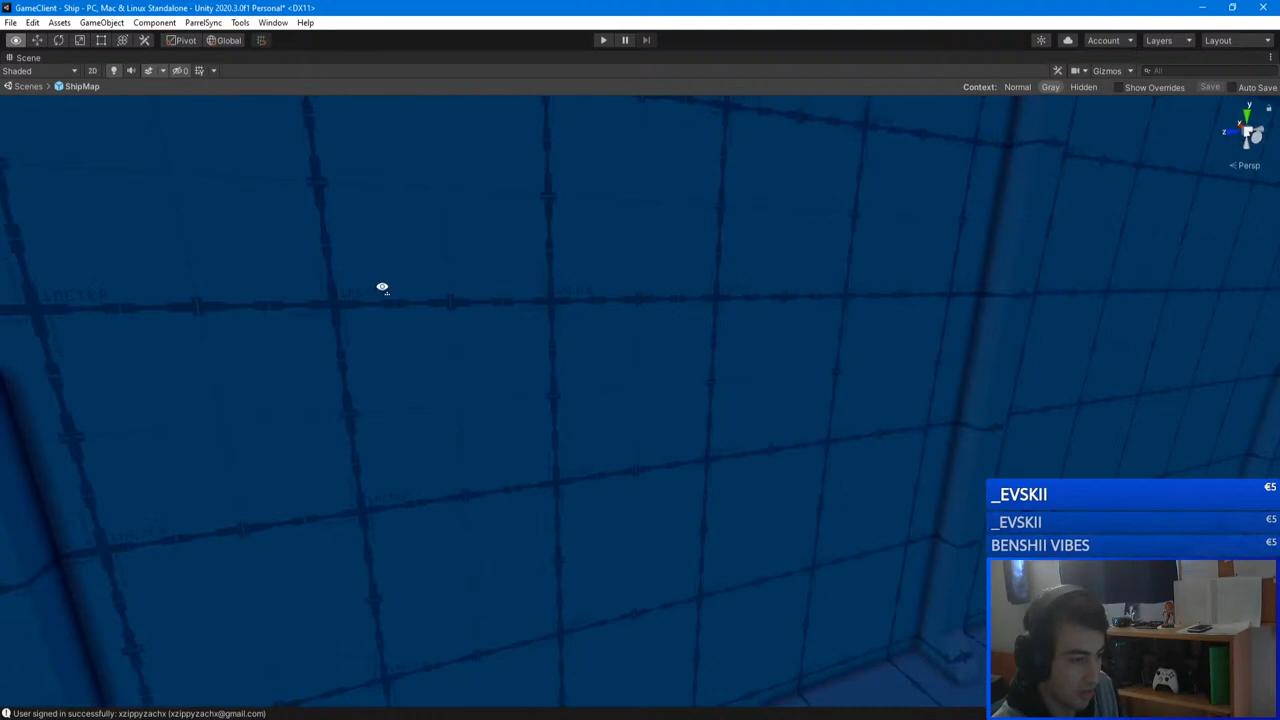 GameClient - Ship - PC, Mac & Linux Standalone - Unity 2020.3.0f1 Personal* <DX11>
File Edit Assets GameObject Component ParrelSync Tools Window Help
Pivot Global Account Layers Layout
Scene
Shaded 2D 0 Gizmos All
Scenes ShipMap Context: Normal Gray Hidden Show Overrides Save Auto Save
y
x
z
Persp
_EVSKII €5
_EVSKII €5
BENSHII VIBES €5
User signed in successfully: xzippyzachx (xzippyzachx@gmail.com)